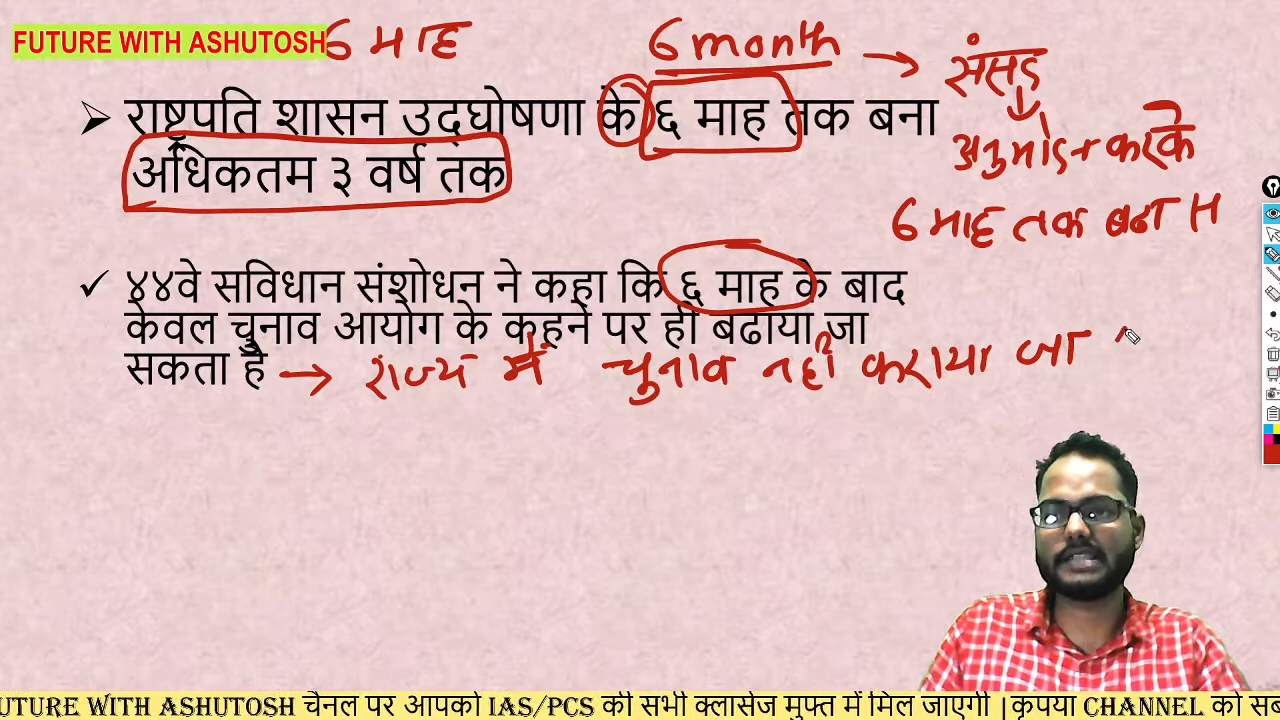 FUTURE WITH ASHUTOSH
6 माह
6 month → संसद
राष्ट्रपति शासन उद्घोषणा के ६ माह तक बना
अनुमोदन करके
अधिकतम ३ वर्ष तक
6 माह तक बना
४४वे सविधान संशोधन ने कहा कि ६ माह के बाद
केवल चुनाव आयोग के कहने पर ही बढाया जा
सकता है → राज्य में चुनाव नहीं कराया जा
UTURE WITH ASHUTOSH चैनल पर आपको IAS/PCS की सभी क्लासेज मुफ्त में मिल जाएगी |कृपया CHANNEL को सब